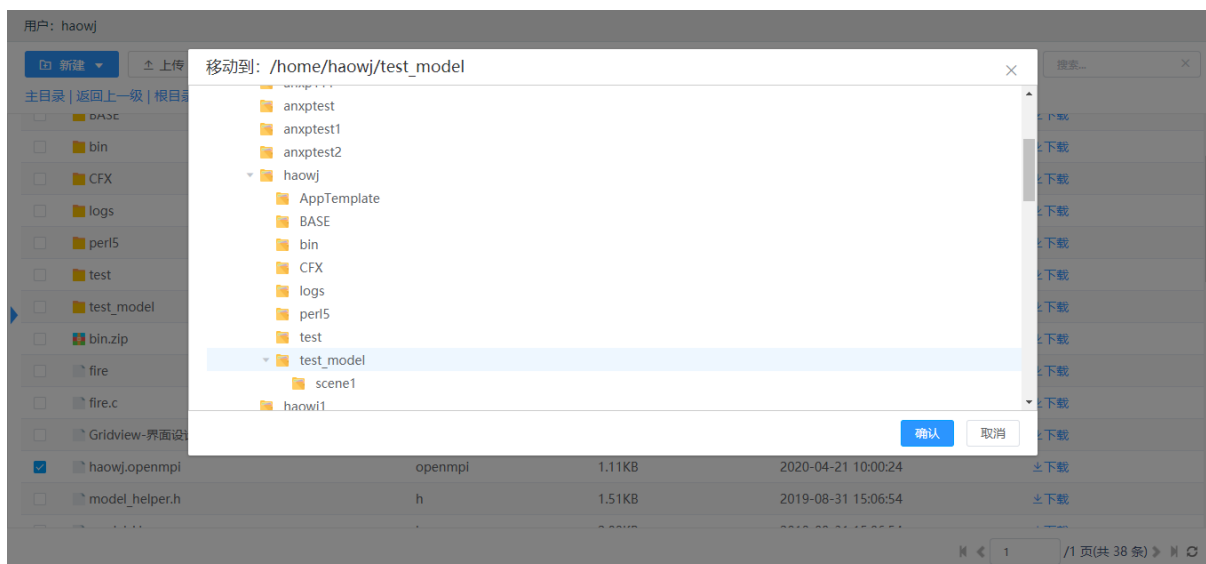 用户：haowj
新建 上传
移动到：/home/haowj/test_model
搜索...
主目录 | 返回上一级 | 根目录
anxptest
anxptest1
anxptest2
haowj
AppTemplate
BASE
bin
CFX
logs
perl5
test
test_model
scene1
haowj1
确认 取消
BASE 下载
bin 下载
CFX 下载
logs 下载
perl5 下载
test 下载
test_model 下载
bin.zip 下载
fire 下载
fire.c 下载
Gridview-界面设 下载
haowj.openmpi openmpi 1.11KB 2020-04-21 10:00:24 下载
model_helper.h h 1.51KB 2019-08-31 15:06:54 下载
1 /1 页(共 38 条)